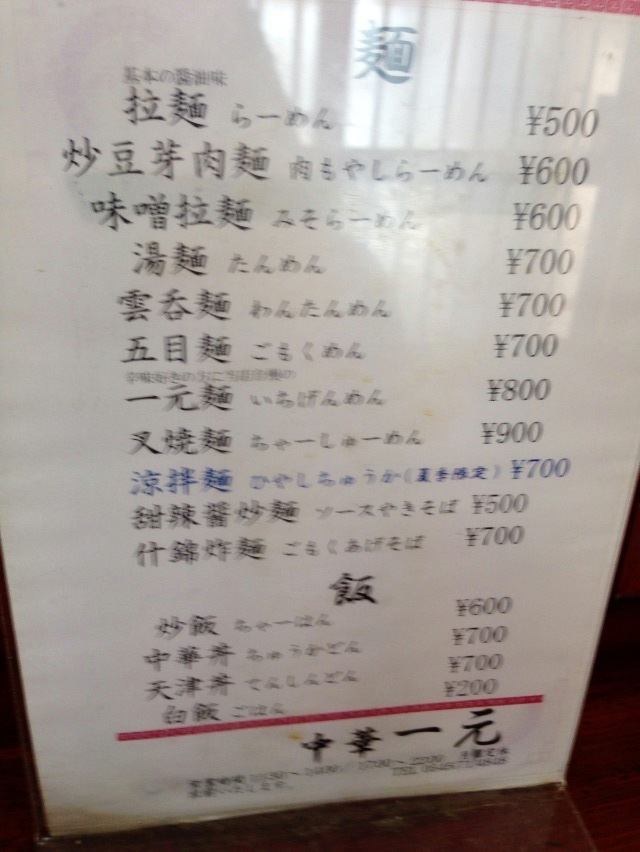 麺
基本の醤油味
拉麺 らーめん ¥500
炒豆芽肉麺 肉もやしらーめん ¥600
味噌拉麺 みそらーめん ¥600
湯麺 たんめん ¥700
雲呑麺 わんたんめん ¥700
五目麺 ごもくめん ¥700
一元麺 いちげんめん ¥800
叉焼麺 ちゃーしゅーめん ¥900
涼拌麺 ひやしちゅうか(夏季限定) ¥700
甜辣醤炒麺 ソースやきそば ¥500
什錦炸麺 ごもくあげそば ¥700
飯
炒飯 ちゃーはん ¥600
中華丼 ちゅうかどん ¥700
天津丼 てんしんどん ¥700
白飯 ごはん ¥200
中華 一元